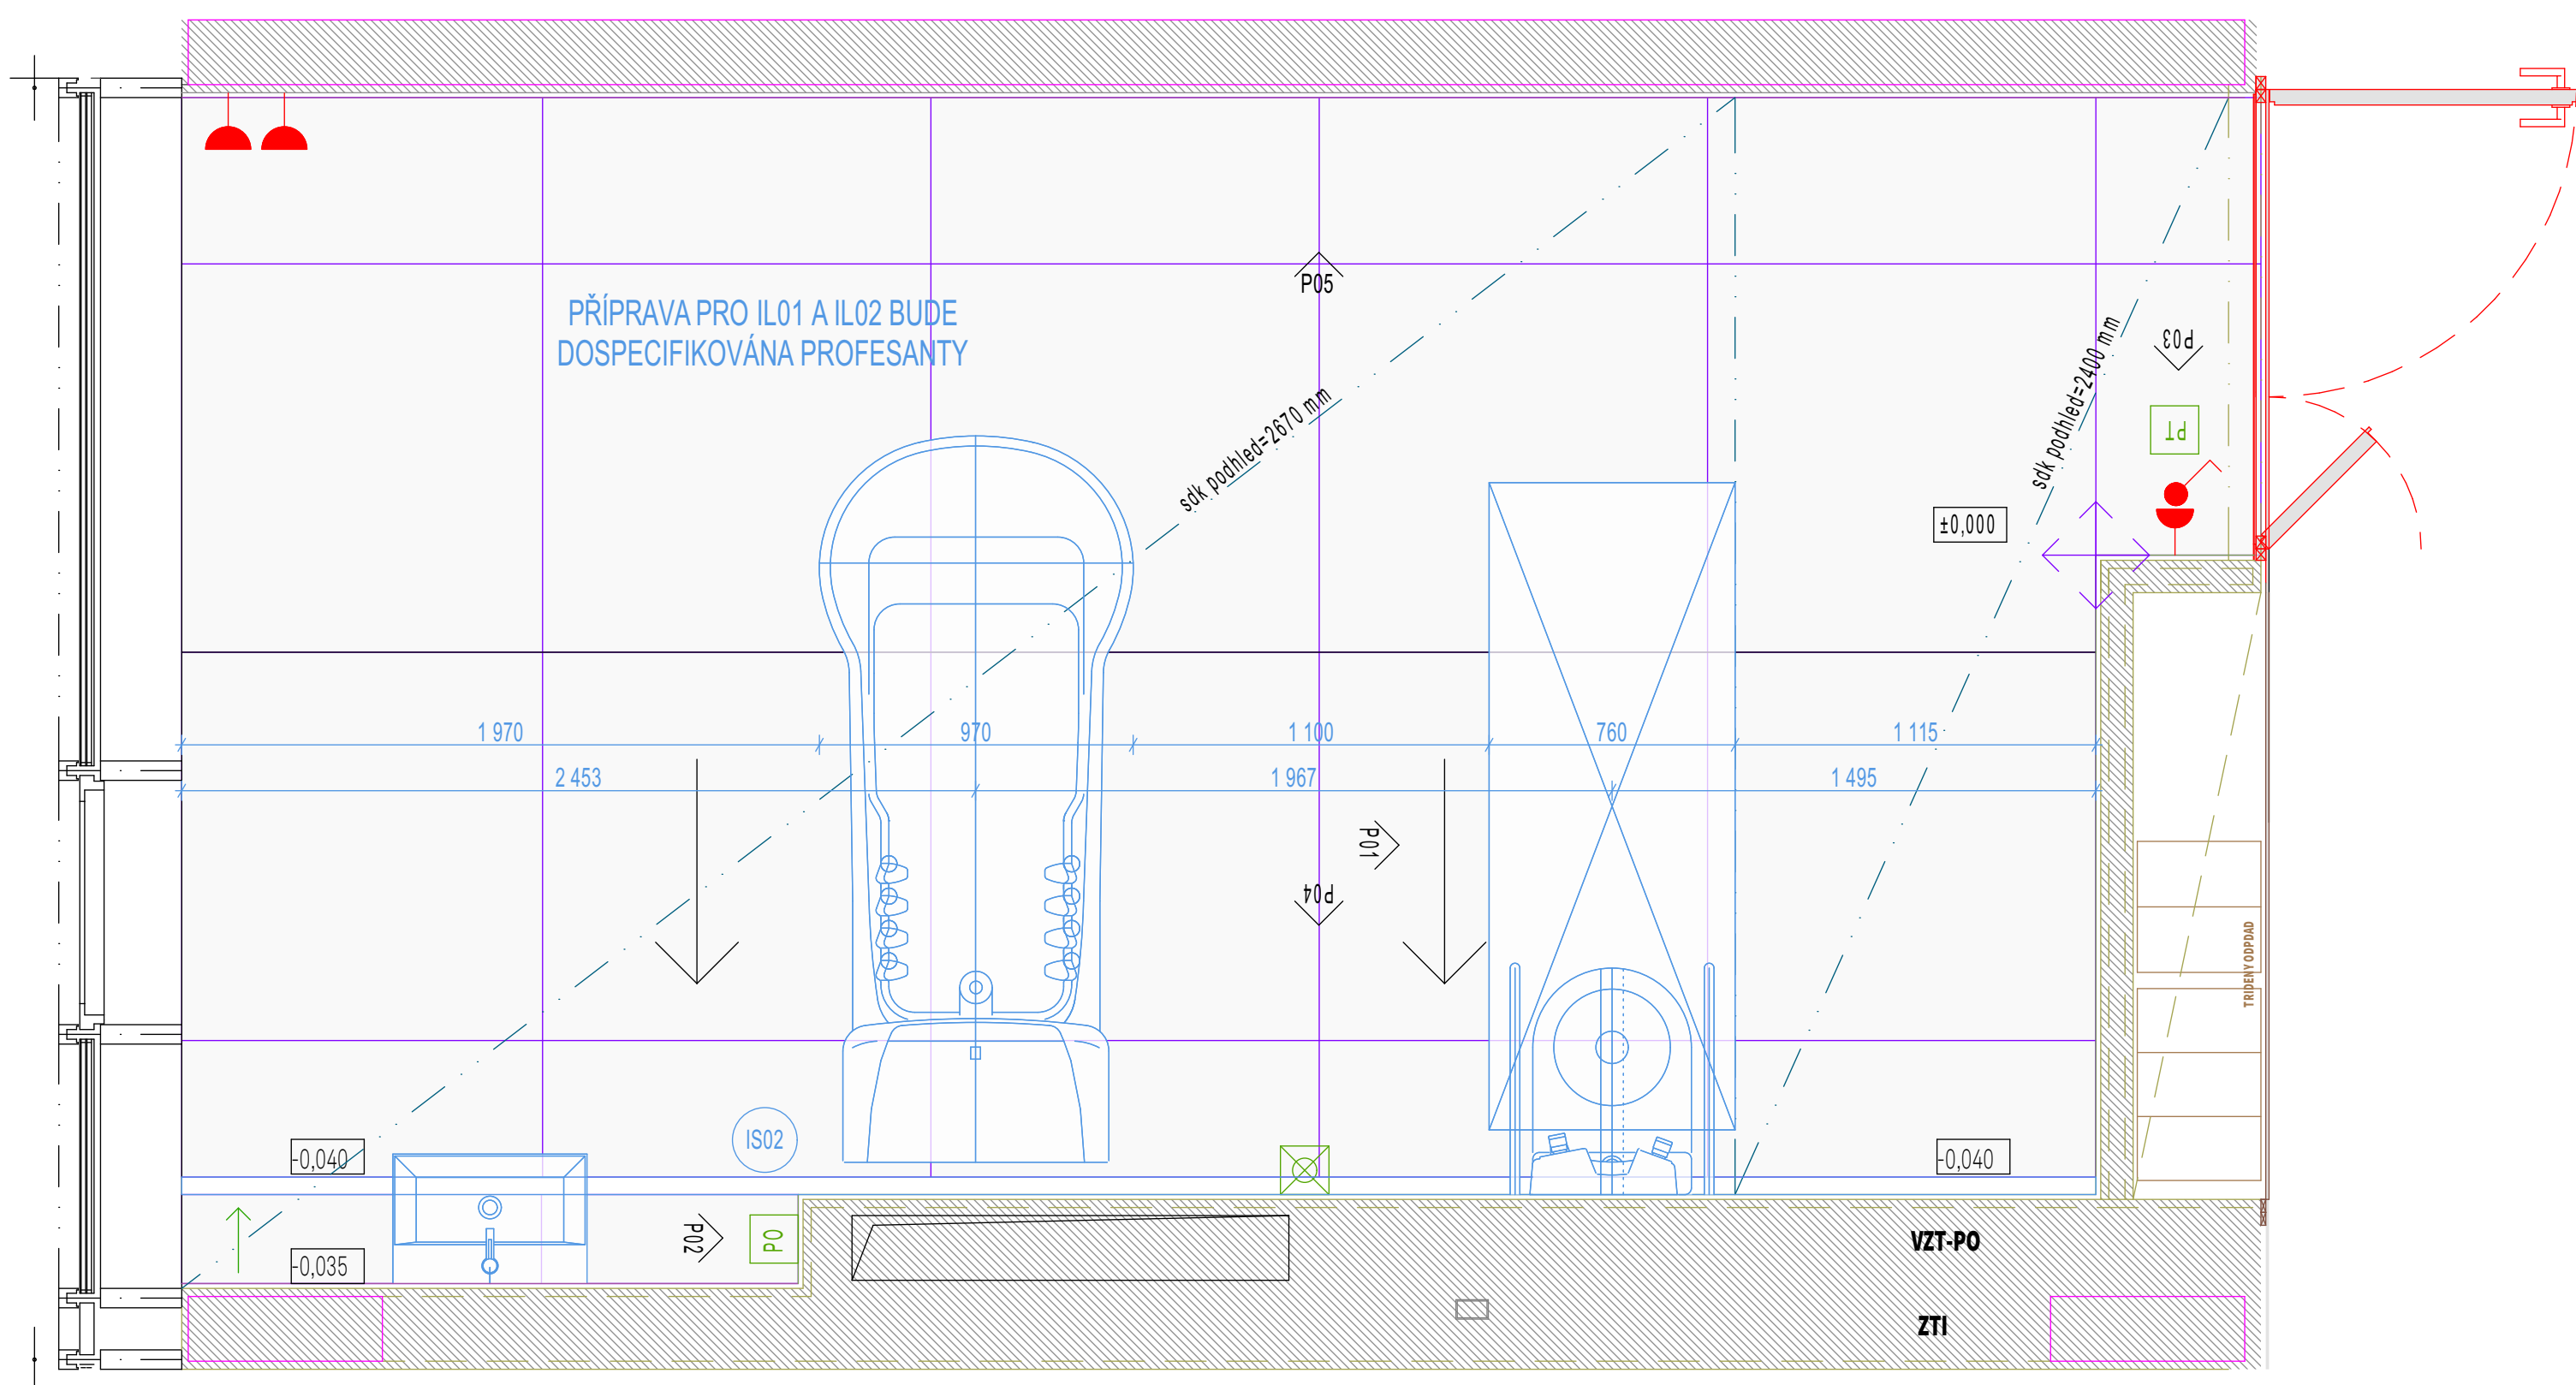 PŘÍPRAVA PRO IL01 A IL02 BUDE
DOSPECIFIKOVÁNA PROFESANTY
P05
sdk podhled=2670 mm
sdk podhled=2400 mm
P03
PT
±0,000
1 970
970
1 100
760
1 115
2 453
1 967
1 495
P01
P04
TRIDENY ODPDAD
IS02
-0,040
-0,040
P02
PO
-0,035
VZT-PO
ZTI